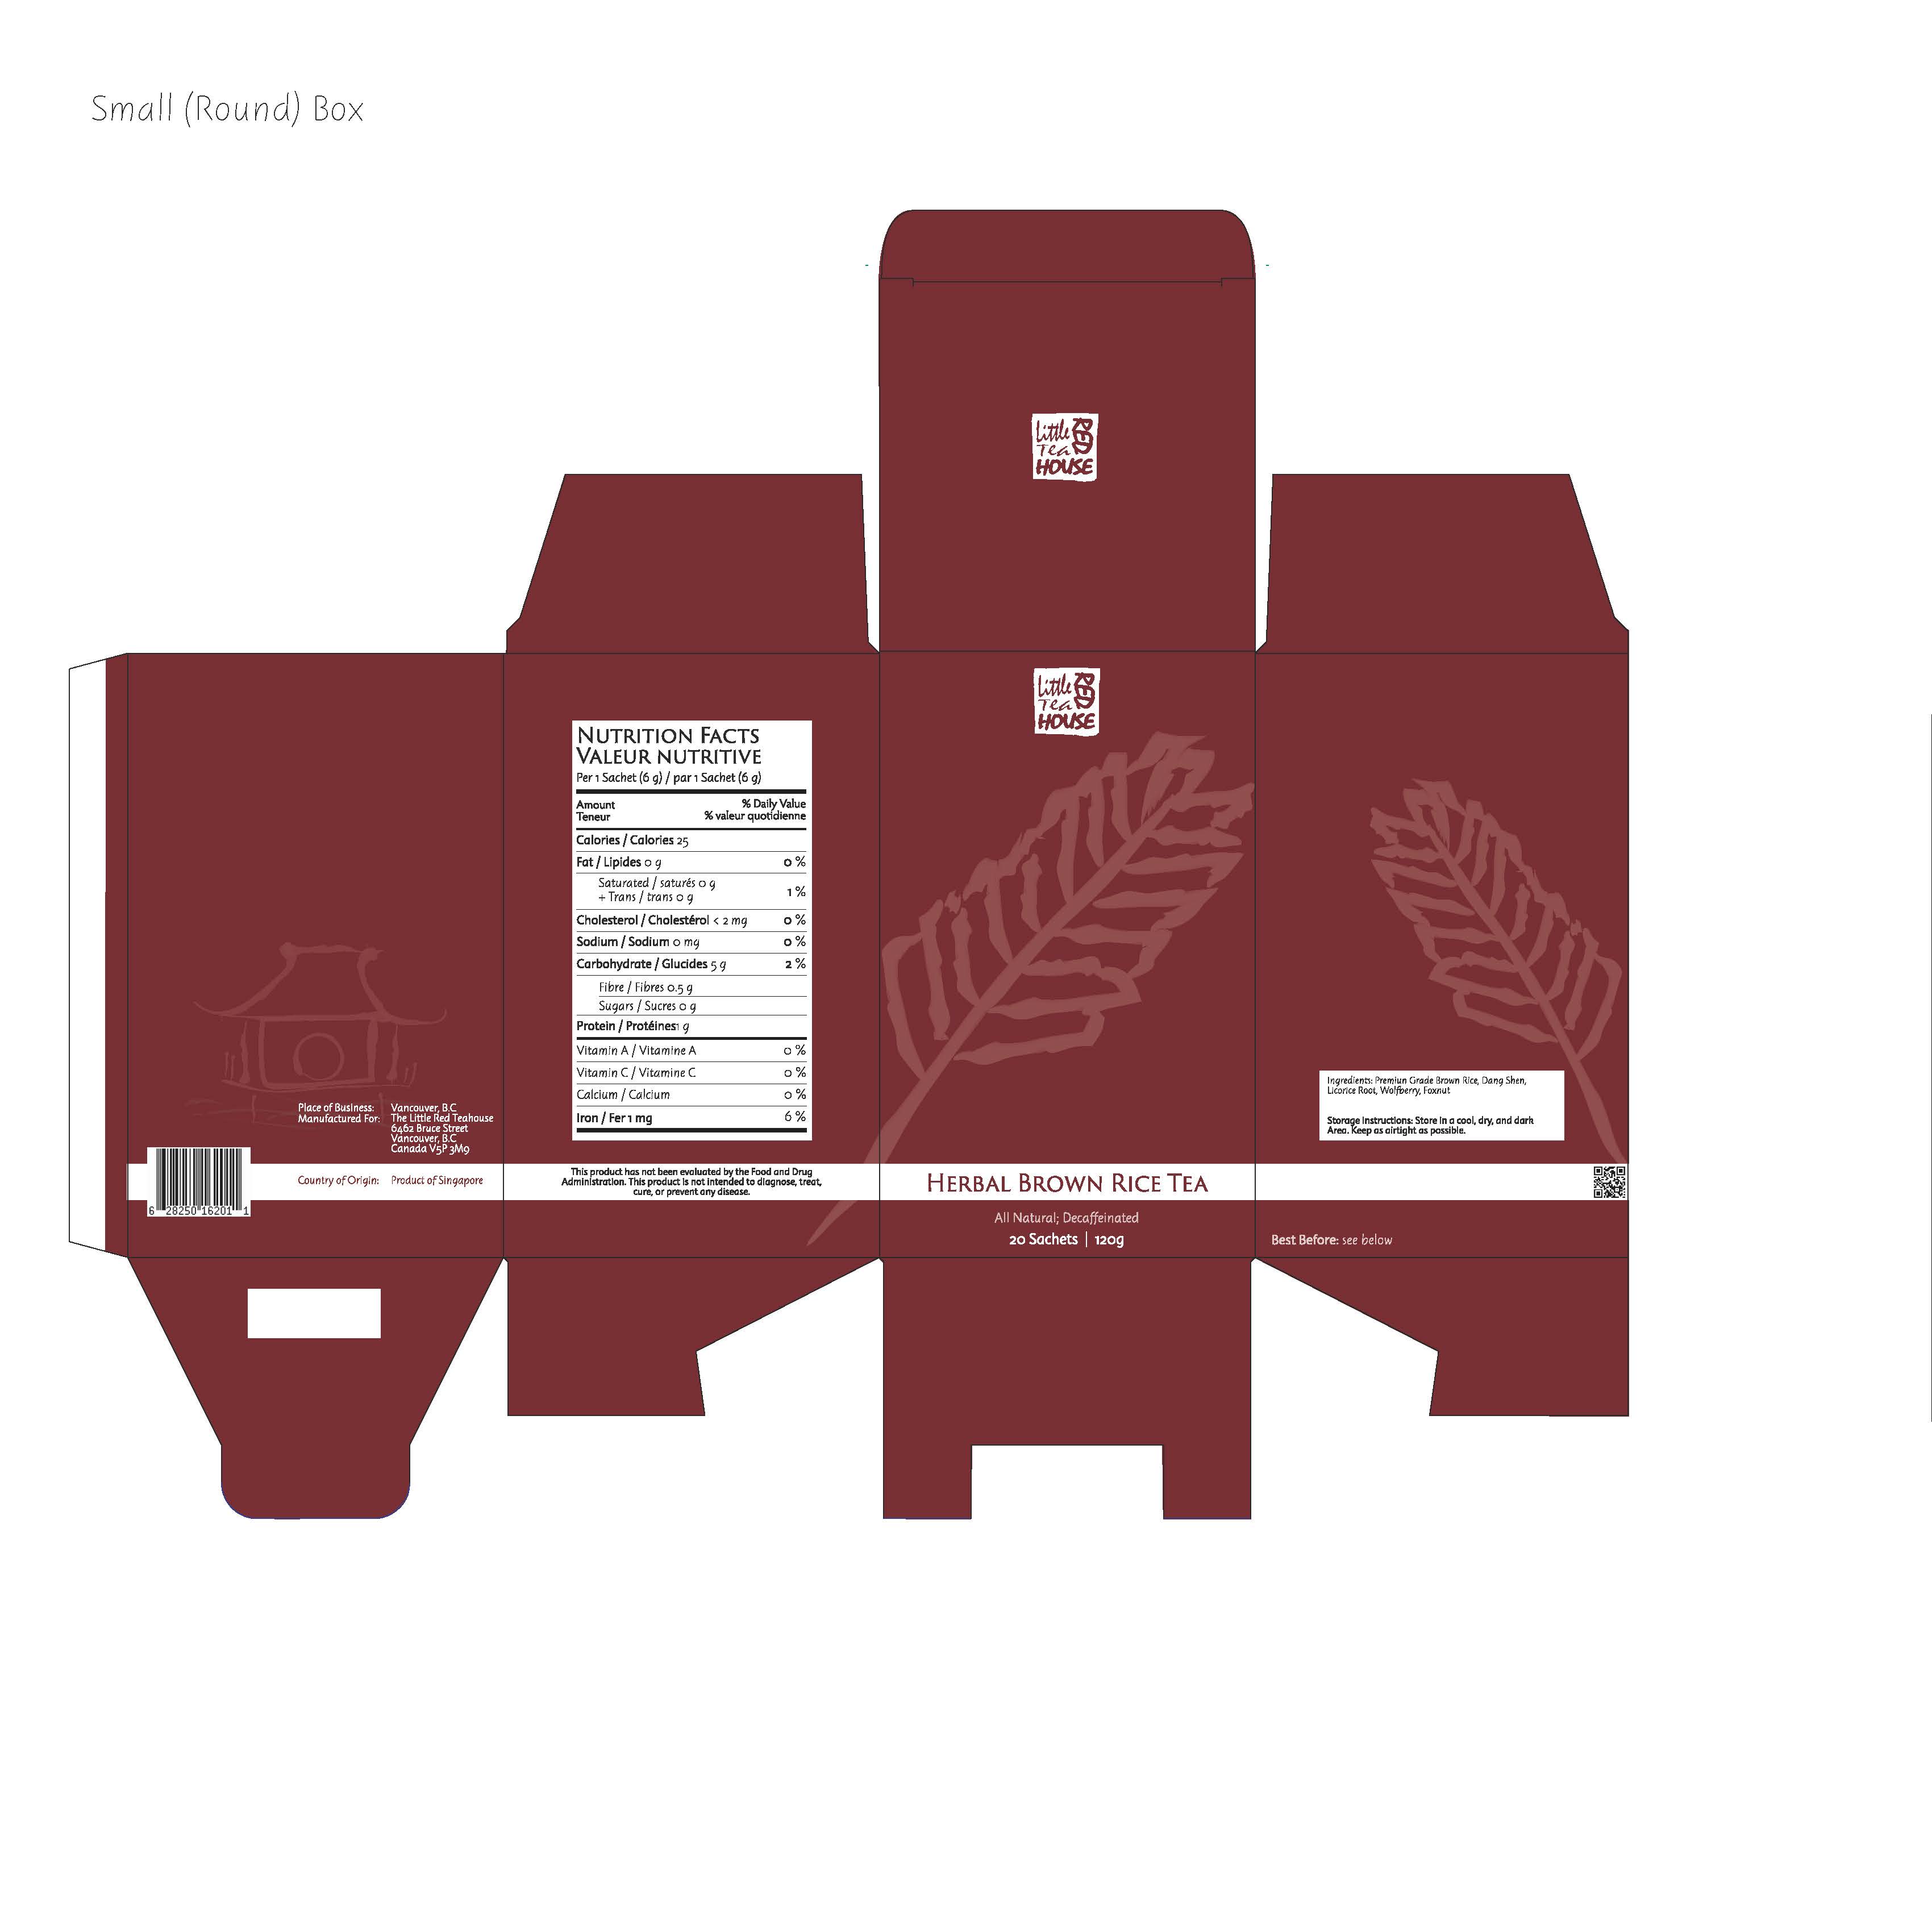 Small (Round) Box
Little RED
Tea
HOUSE
Little RED
Tea
HOUSE
NUTRITION FACTS
VALEUR NUTRITIVE
Per 1 Sachet (6 g) / par 1 Sachet (6 g)
Amount % Daily Value
Teneur % valeur quotidienne
Calories / Calories 25
Fat / Lipides 0 g 0 %
Saturated / saturés 0 g
+ Trans / trans 0 g 1 %
Cholesterol / Cholestérol < 2 mg 0 %
Sodium / Sodium 0 mg 0 %
Carbohydrate / Glucides 5 g 2 %
Fibre / Fibres 0.5 g
Sugars / Sucres 0 g
Protein / Protéines1 g
Vitamin A / Vitamine A 0 %
Vitamin C / Vitamine C 0 %
Calcium / Calcium 0 %
Iron / Fer 1 mg 6 %
This product has not been evaluated by the Food and Drug
Administration. This product is not intended to diagnose, treat,
cure, or prevent any disease.
Place of Business: Vancouver, B.C
Manufactured For: The Little Red Teahouse
6462 Bruce Street
Vancouver, B.C
Canada V5P 3M9
Country of Origin: Product of Singapore
6 28250 16201 1
HERBAL BROWN RICE TEA
All Natural; Decaffeinated
20 Sachets | 120g
Ingredients: Premiun Grade Brown Rice, Dang Shen,
Licorice Root, Wolfberry, Foxnut
Storage Instructions: Store in a cool, dry, and dark
Area. Keep as airtight as possible.
Best Before: see below